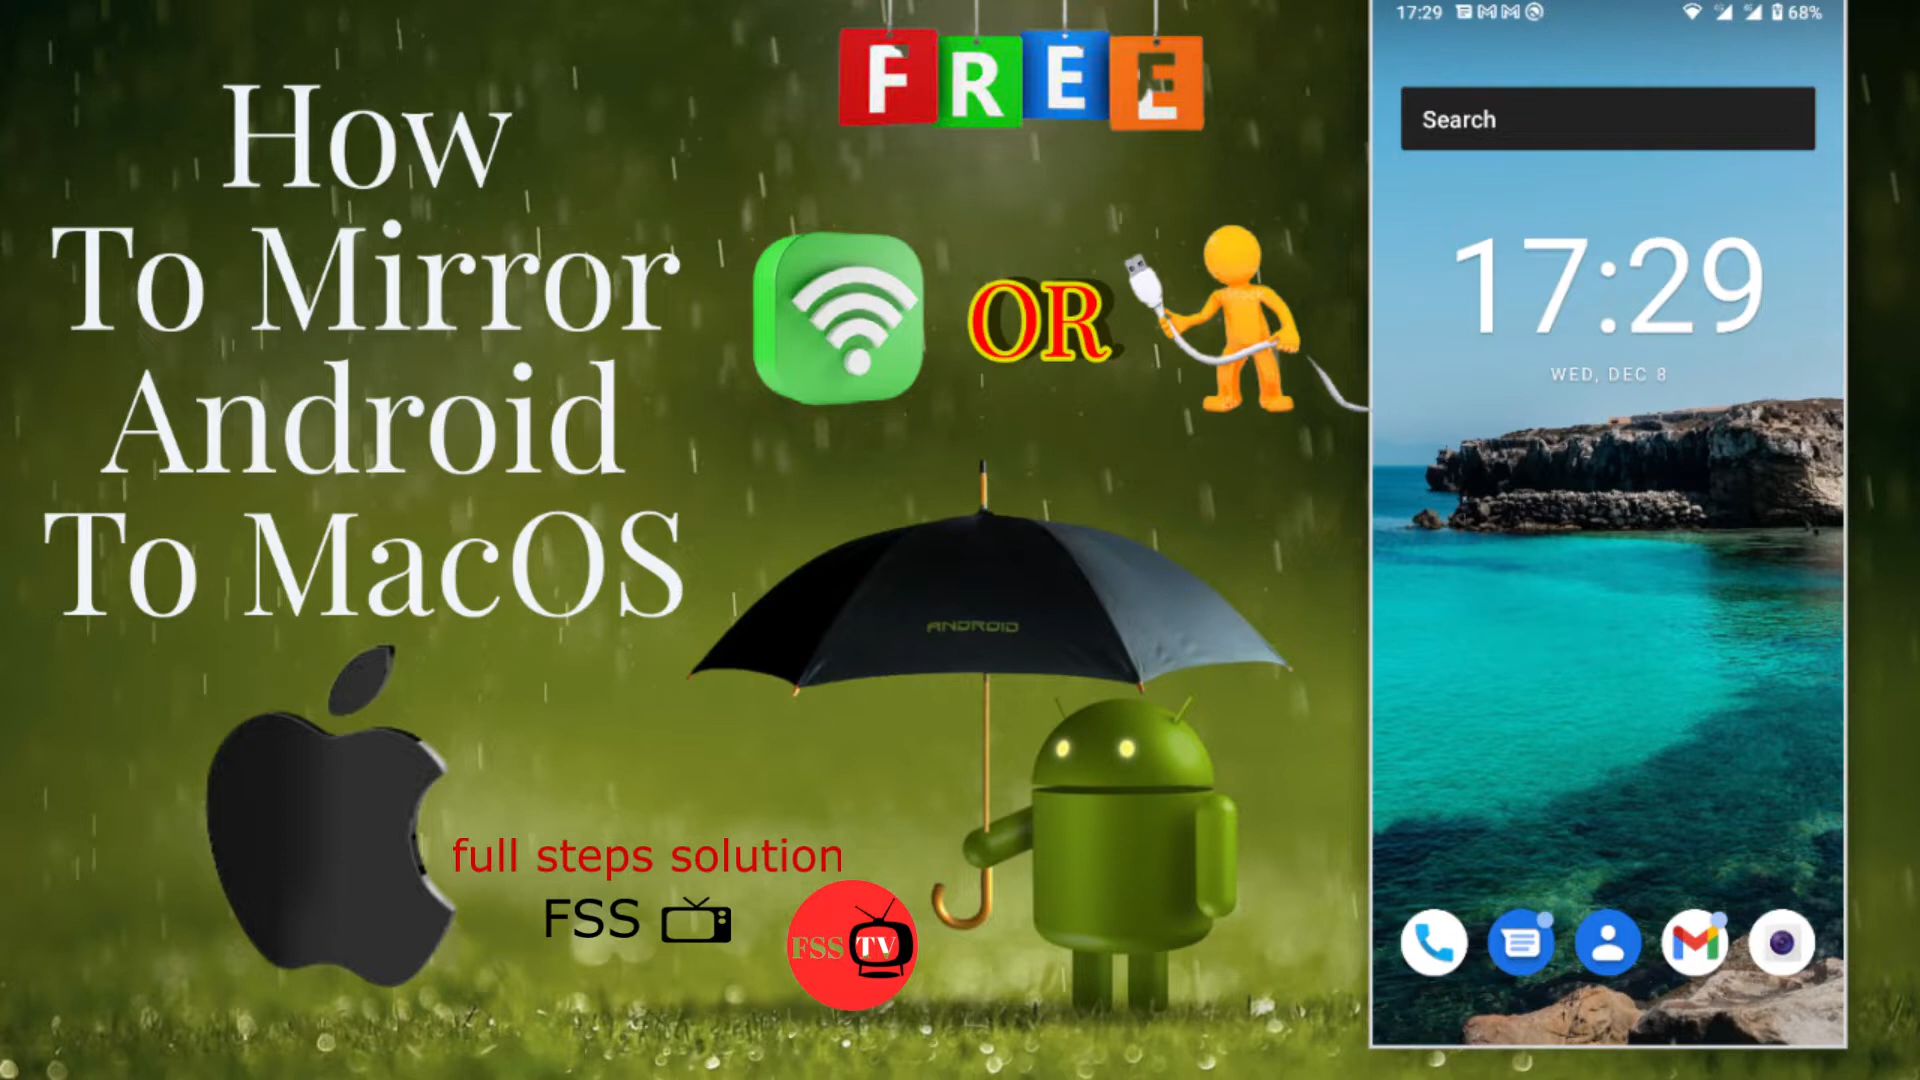 How
To Mirror
Android
To MacOS
FREE
OR
ANDROID
full steps solution
FSS
FSS TV
17:29
68%
Search
17:29
WED, DEC 8